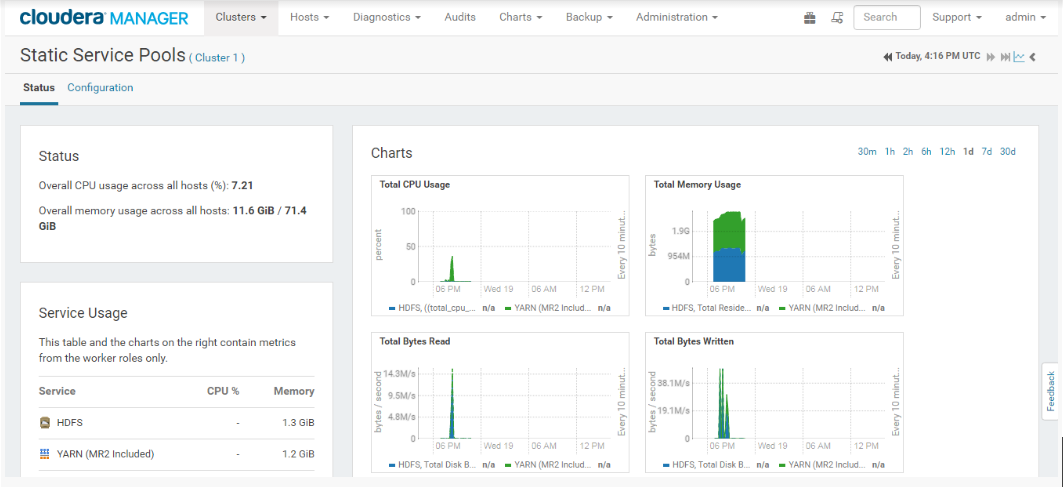 cloudera MANAGER Clusters Hosts Diagnostics Audits Charts Backup Administration Search Support admin
Static Service Pools ( Cluster 1 ) Today, 4:16 PM UTC
Status Configuration
Status
Overall CPU usage across all hosts (%): 7.21
Overall memory usage across all hosts: 11.6 GiB / 71.4
GiB
Service Usage
This table and the charts on the right contain metrics
from the worker roles only.
Service CPU % Memory
HDFS - 1.3 GiB
YARN (MR2 Included) - 1.2 GiB
Charts
30m 1h 2h 6h 12h 1d 7d 30d
Total CPU Usage
percent
100
50
0
06 PM Wed 19 06 AM 12 PM
Every 10 minut...
HDFS, ((total_cpu_... n/a YARN (MR2 Includ... n/a
Total Memory Usage
bytes
1.9G
954M
0
06 PM Wed 19 06 AM 12 PM
Every 10 minut...
HDFS, Total Reside... n/a YARN (MR2 Includ... n/a
Total Bytes Read
bytes / second
14.3M/s
9.5M/s
4.8M/s
0
06 PM Wed 19 06 AM 12 PM
Every 10 minut...
HDFS, Total Disk B... n/a YARN (MR2 Includ... n/a
Total Bytes Written
bytes / second
38.1M/s
19.1M/s
0
06 PM Wed 19 06 AM 12 PM
Every 10 minut...
HDFS, Total Disk B... n/a YARN (MR2 Includ... n/a
Feedback